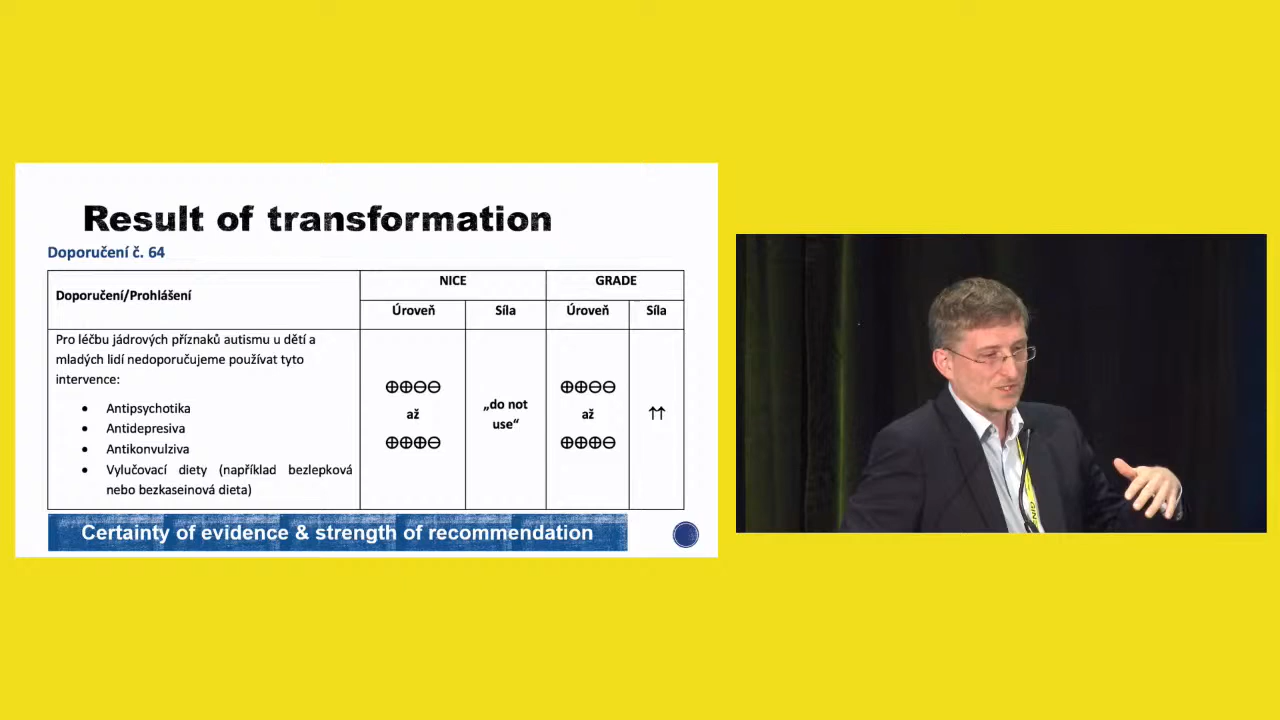 Result of transformation
Doporučení č. 64
Doporučení/Prohlášení
NICE
GRADE
Úroveň
Síla
Úroveň
Síla
Pro léčbu jádrových příznaků autismu u dětí a
mladých lidí nedoporučujeme používat tyto
intervence:
• Antipsychotika
• Antidepresiva
• Antikonvulziva
• Vylučovací diety (například bezlepková
nebo bezkaseinová dieta)
⊕⊕⊖⊖
až
⊕⊕⊕⊖
„do not
use“
⊕⊕⊖⊖
až
⊕⊕⊕⊖
↑↑
Certainty of evidence & strength of recommendation